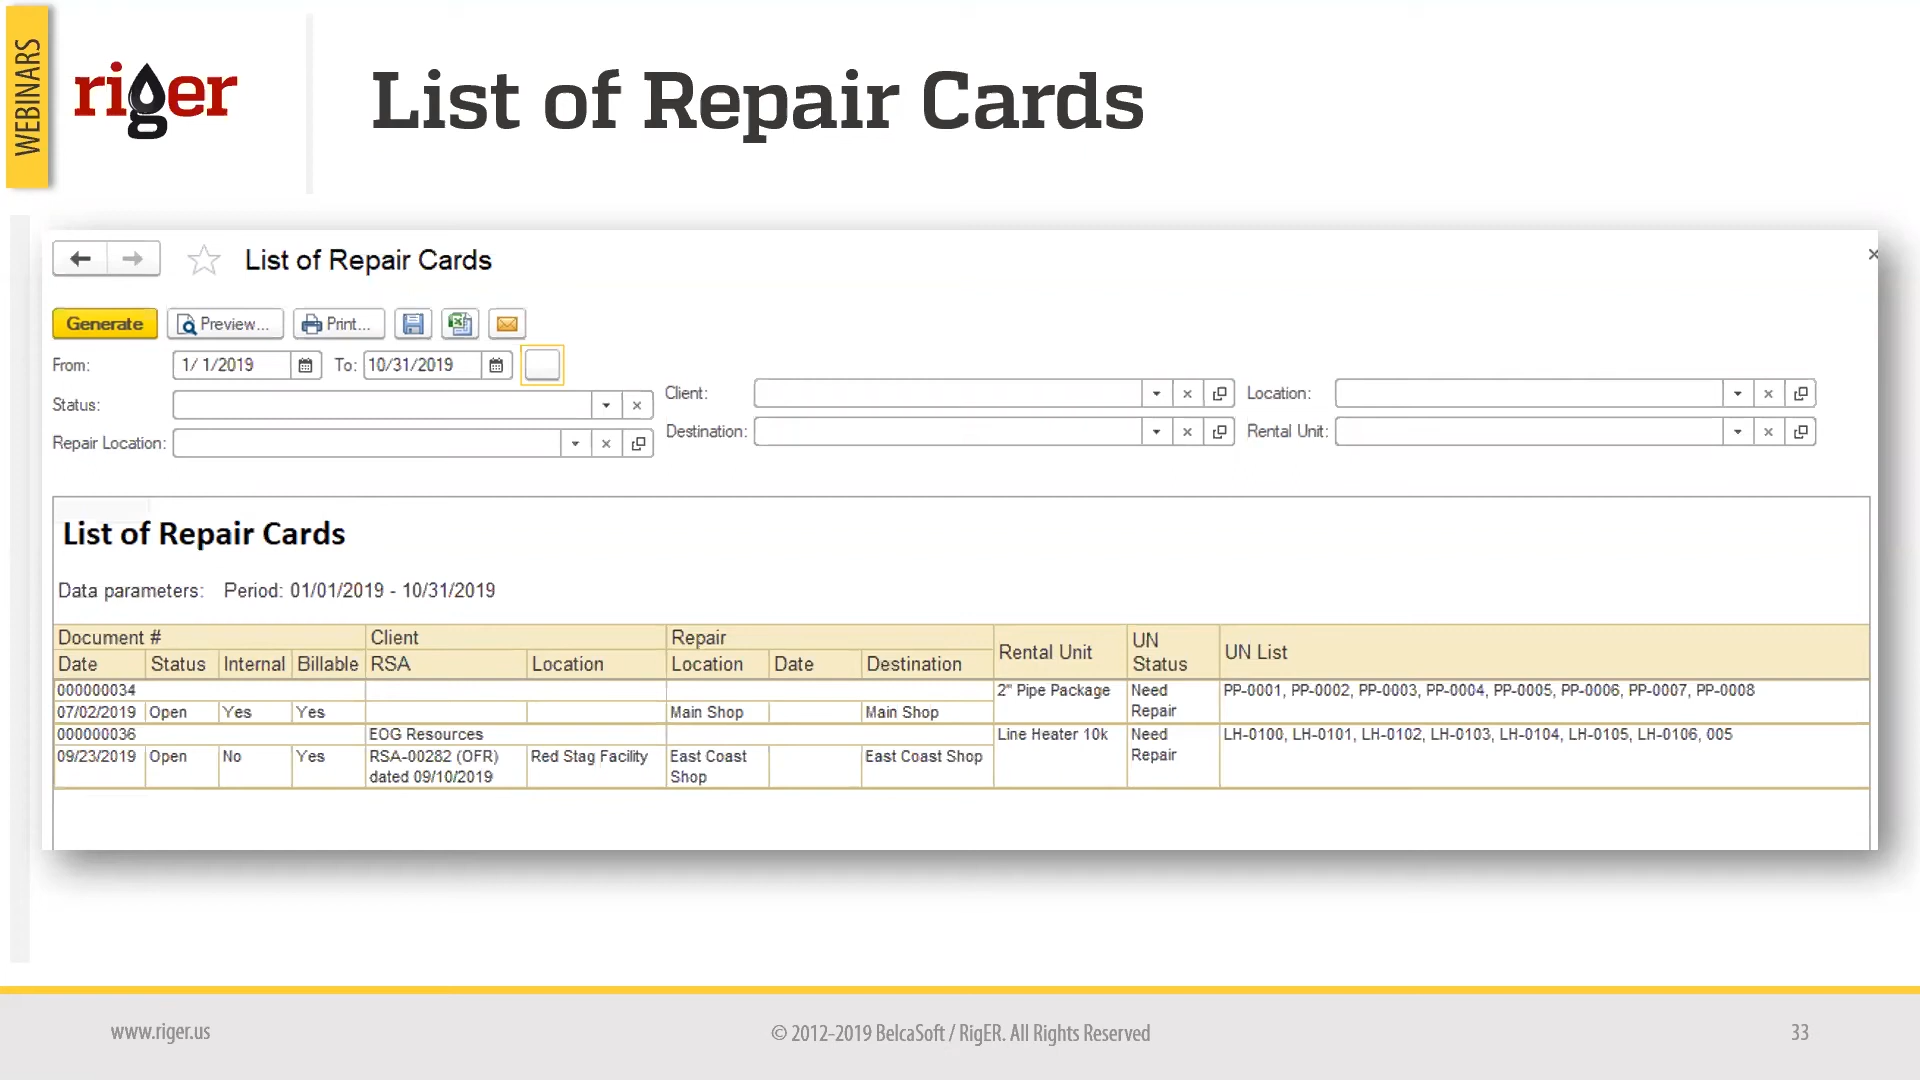 WEBINARS
riger
List of Repair Cards
List of Repair Cards
Generate Preview... Print...
From: 1/ 1/2019 To: 10/31/2019
Status: Client: Location:
Repair Location: Destination: Rental Unit:
List of Repair Cards
Data parameters: Period: 01/01/2019 - 10/31/2019
Document # Client Repair Rental Unit UN Status UN List
Date Status Internal Billable RSA Location Location Date Destination
000000034 2" Pipe Package Need Repair PP-0001, PP-0002, PP-0003, PP-0004, PP-0005, PP-0006, PP-0007, PP-0008
07/02/2019 Open Yes Yes Main Shop Main Shop
000000036 EOG Resources Line Heater 10k Need Repair LH-0100, LH-0101, LH-0102, LH-0103, LH-0104, LH-0105, LH-0106, 005
09/23/2019 Open No Yes RSA-00282 (OFR) dated 09/10/2019 Red Stag Facility East Coast Shop East Coast Shop
www.riger.us © 2012-2019 BelcaSoft / RigER. All Rights Reserved 33